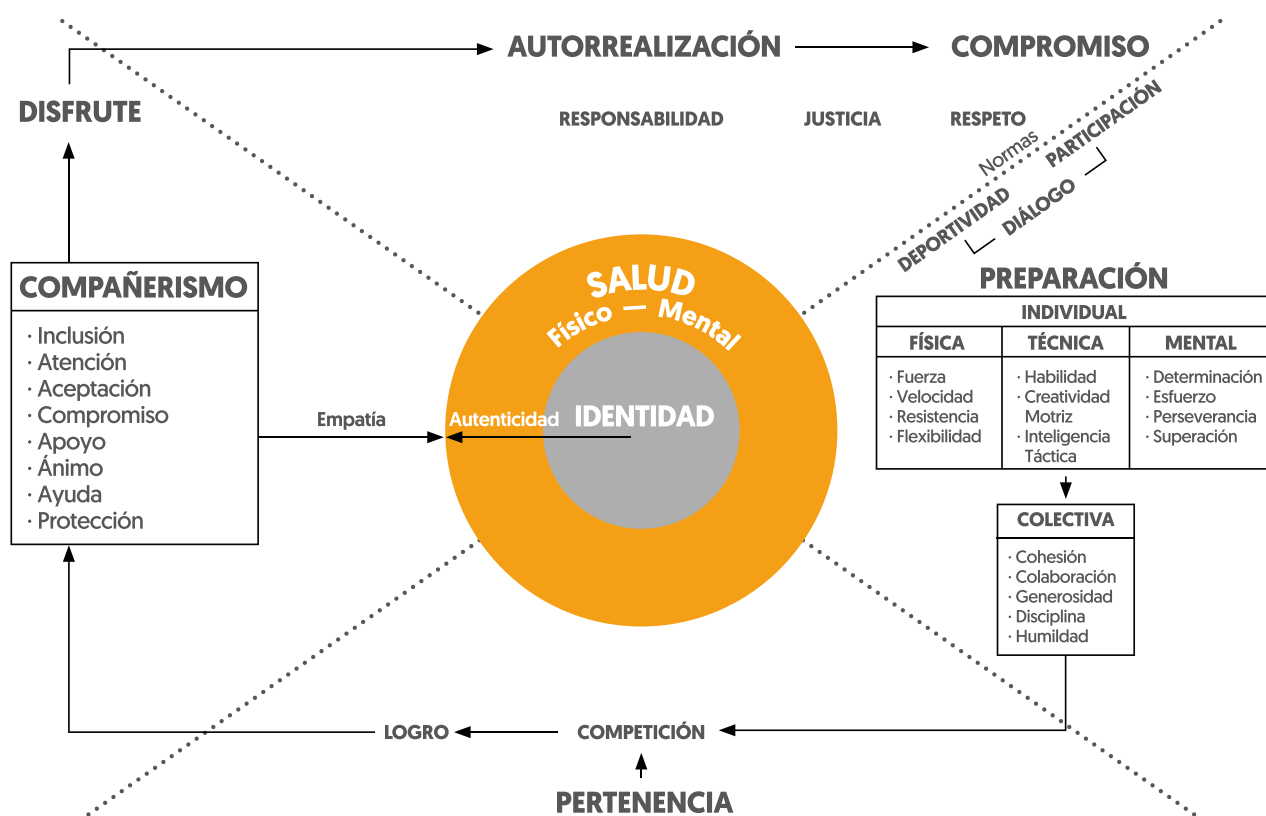 AUTORREALIZACIÓN
COMPROMISO
DISFRUTE
RESPONSABILIDAD
JUSTICIA
RESPETO
Normas
PARTICIPACIÓN
DEPORTIVIDAD
DIÁLOGO
COMPAÑERISMO
· Inclusión
· Atención
· Aceptación
· Compromiso
· Apoyo
· Ánimo
· Ayuda
· Protección
Empatía
SALUD
Físico — Mental
Autenticidad
IDENTIDAD
PREPARACIÓN
INDIVIDUAL
FÍSICA
· Fuerza
· Velocidad
· Resistencia
· Flexibilidad
TÉCNICA
· Habilidad
· Creatividad
Motriz
· Inteligencia
Táctica
MENTAL
· Determinación
· Esfuerzo
· Perseverancia
· Superación
COLECTIVA
· Cohesión
· Colaboración
· Generosidad
· Disciplina
· Humildad
LOGRO
COMPETICIÓN
PERTENENCIA